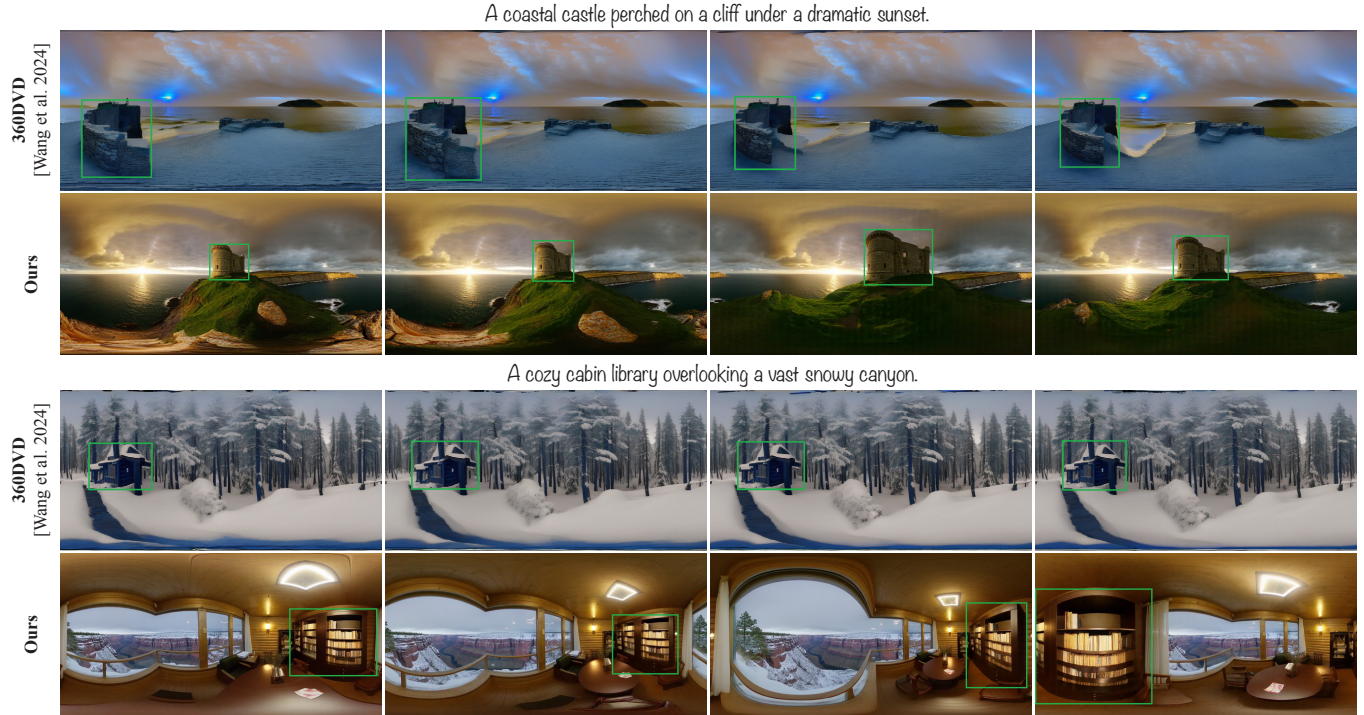 A coastal castle perched on a cliff under a dramatic sunset.
360DVD
[Wang et al. 2024]
Ours
A cozy cabin library overlooking a vast snowy canyon.
360DVD
[Wang et al. 2024]
Ours